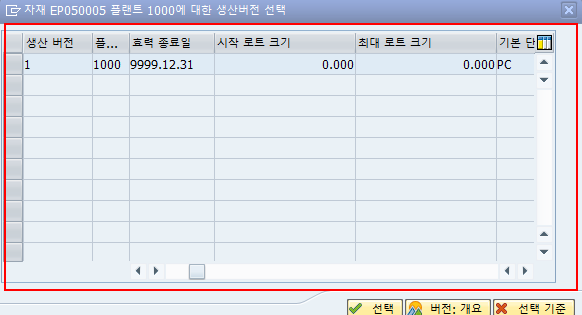 자재 EP050005 플랜트 1000에 대한 생산버전 선택
생산 버전 플... 효력 종료일 시작 로트 크기 최대 로트 크기 기본 단
1 1000 9999.12.31 0.000 0.000 PC
선택 버전: 개요 선택 기준